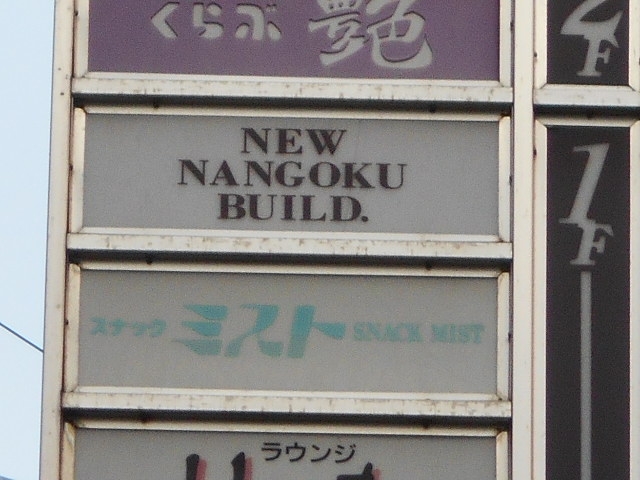 くらぶ 艶
2F
NEW
NANGOKU
BUILD.
1F
スナック ミスト SNACK MIST
ラウンジ